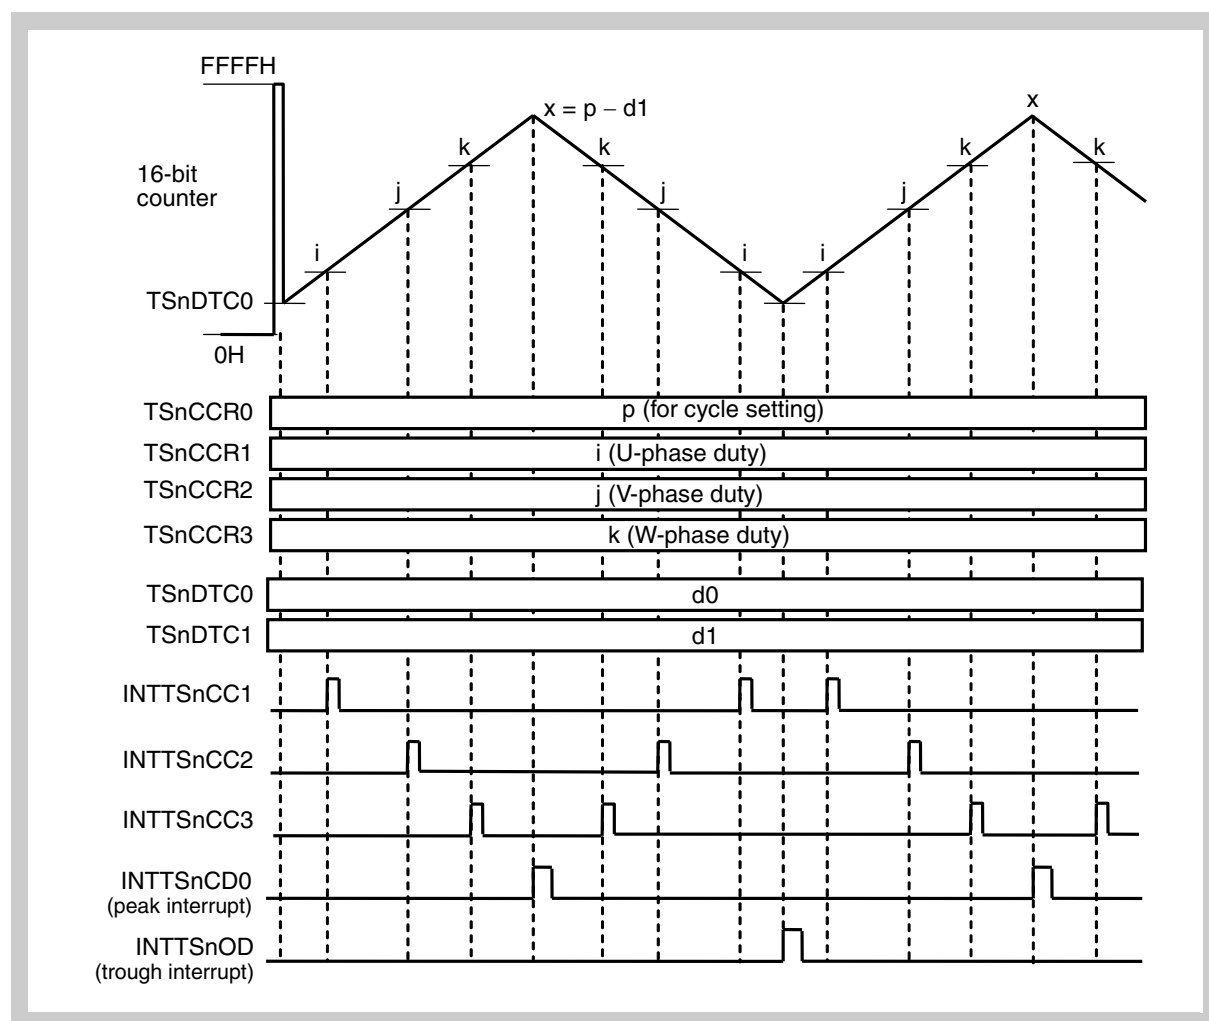 FFFFH
x = p – d1
x
k
k
k
k
16-bit
counter
j
j
j
i
i
i
TSnDTC0
0H
TSnCCR0
p (for cycle setting)
TSnCCR1
i (U-phase duty)
TSnCCR2
j (V-phase duty)
TSnCCR3
k (W-phase duty)
TSnDTC0
d0
TSnDTC1
d1
INTTSnCC1
INTTSnCC2
INTTSnCC3
INTTSnCD0
(peak interrupt)
INTTSnOD
(trough interrupt)